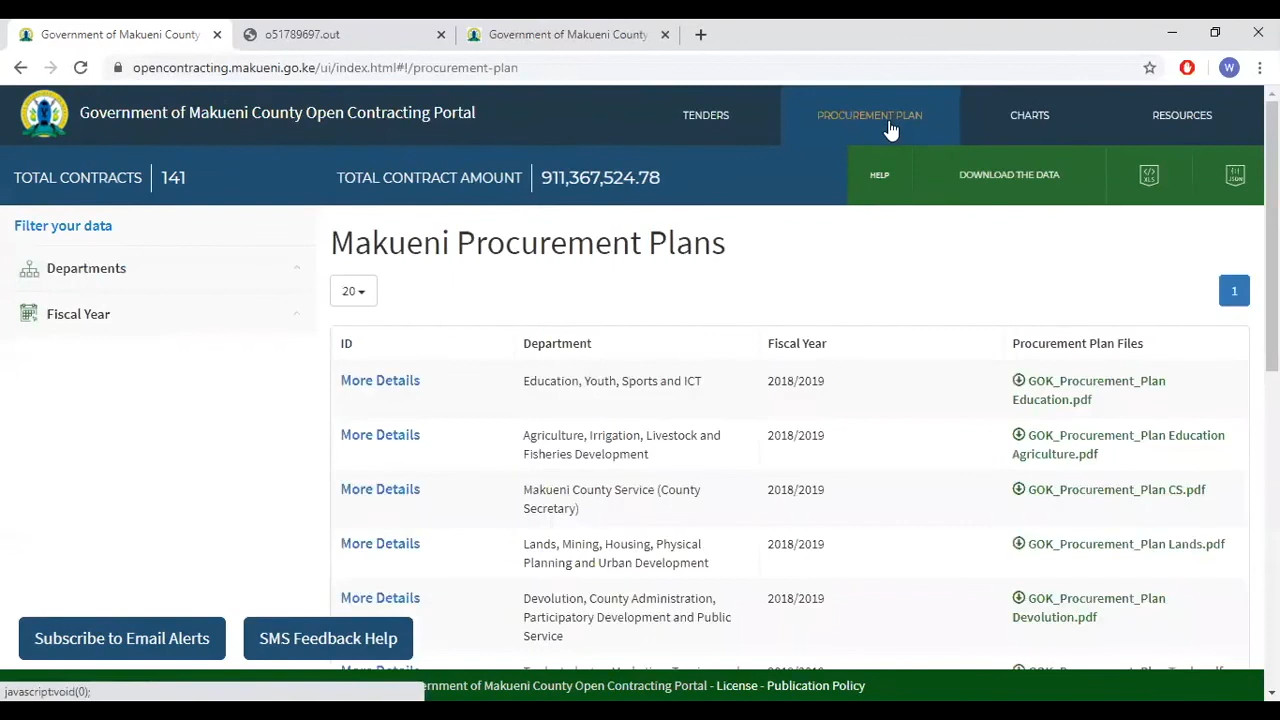 Government of Makueni County
o51789697.out
Government of Makueni County
opencontracting.makueni.go.ke/ui/index.html#!/procurement-plan
W
Government of Makueni County Open Contracting Portal
TENDERS
PROCUREMENT PLAN
CHARTS
RESOURCES
TOTAL CONTRACTS 141
TOTAL CONTRACT AMOUNT 911,367,524.78
HELP
DOWNLOAD THE DATA
XLS
JSON
Filter your data
Departments
Fiscal Year
Makueni Procurement Plans
20
1
ID Department Fiscal Year Procurement Plan Files
More Details Education, Youth, Sports and ICT 2018/2019 GOK_Procurement_Plan
Education.pdf
More Details Agriculture, Irrigation, Livestock and 2018/2019 GOK_Procurement_Plan Education
Fisheries Development Agriculture.pdf
More Details Makueni County Service (County 2018/2019 GOK_Procurement_Plan CS.pdf
Secretary)
More Details Lands, Mining, Housing, Physical 2018/2019 GOK_Procurement_Plan Lands.pdf
Planning and Urban Development
More Details Devolution, County Administration, 2018/2019 GOK_Procurement_Plan
Participatory Development and Public Devolution.pdf
Service
Subscribe to Email Alerts
SMS Feedback Help
ernment of Makueni County Open Contracting Portal - License - Publication Policy
javascript:void(0);